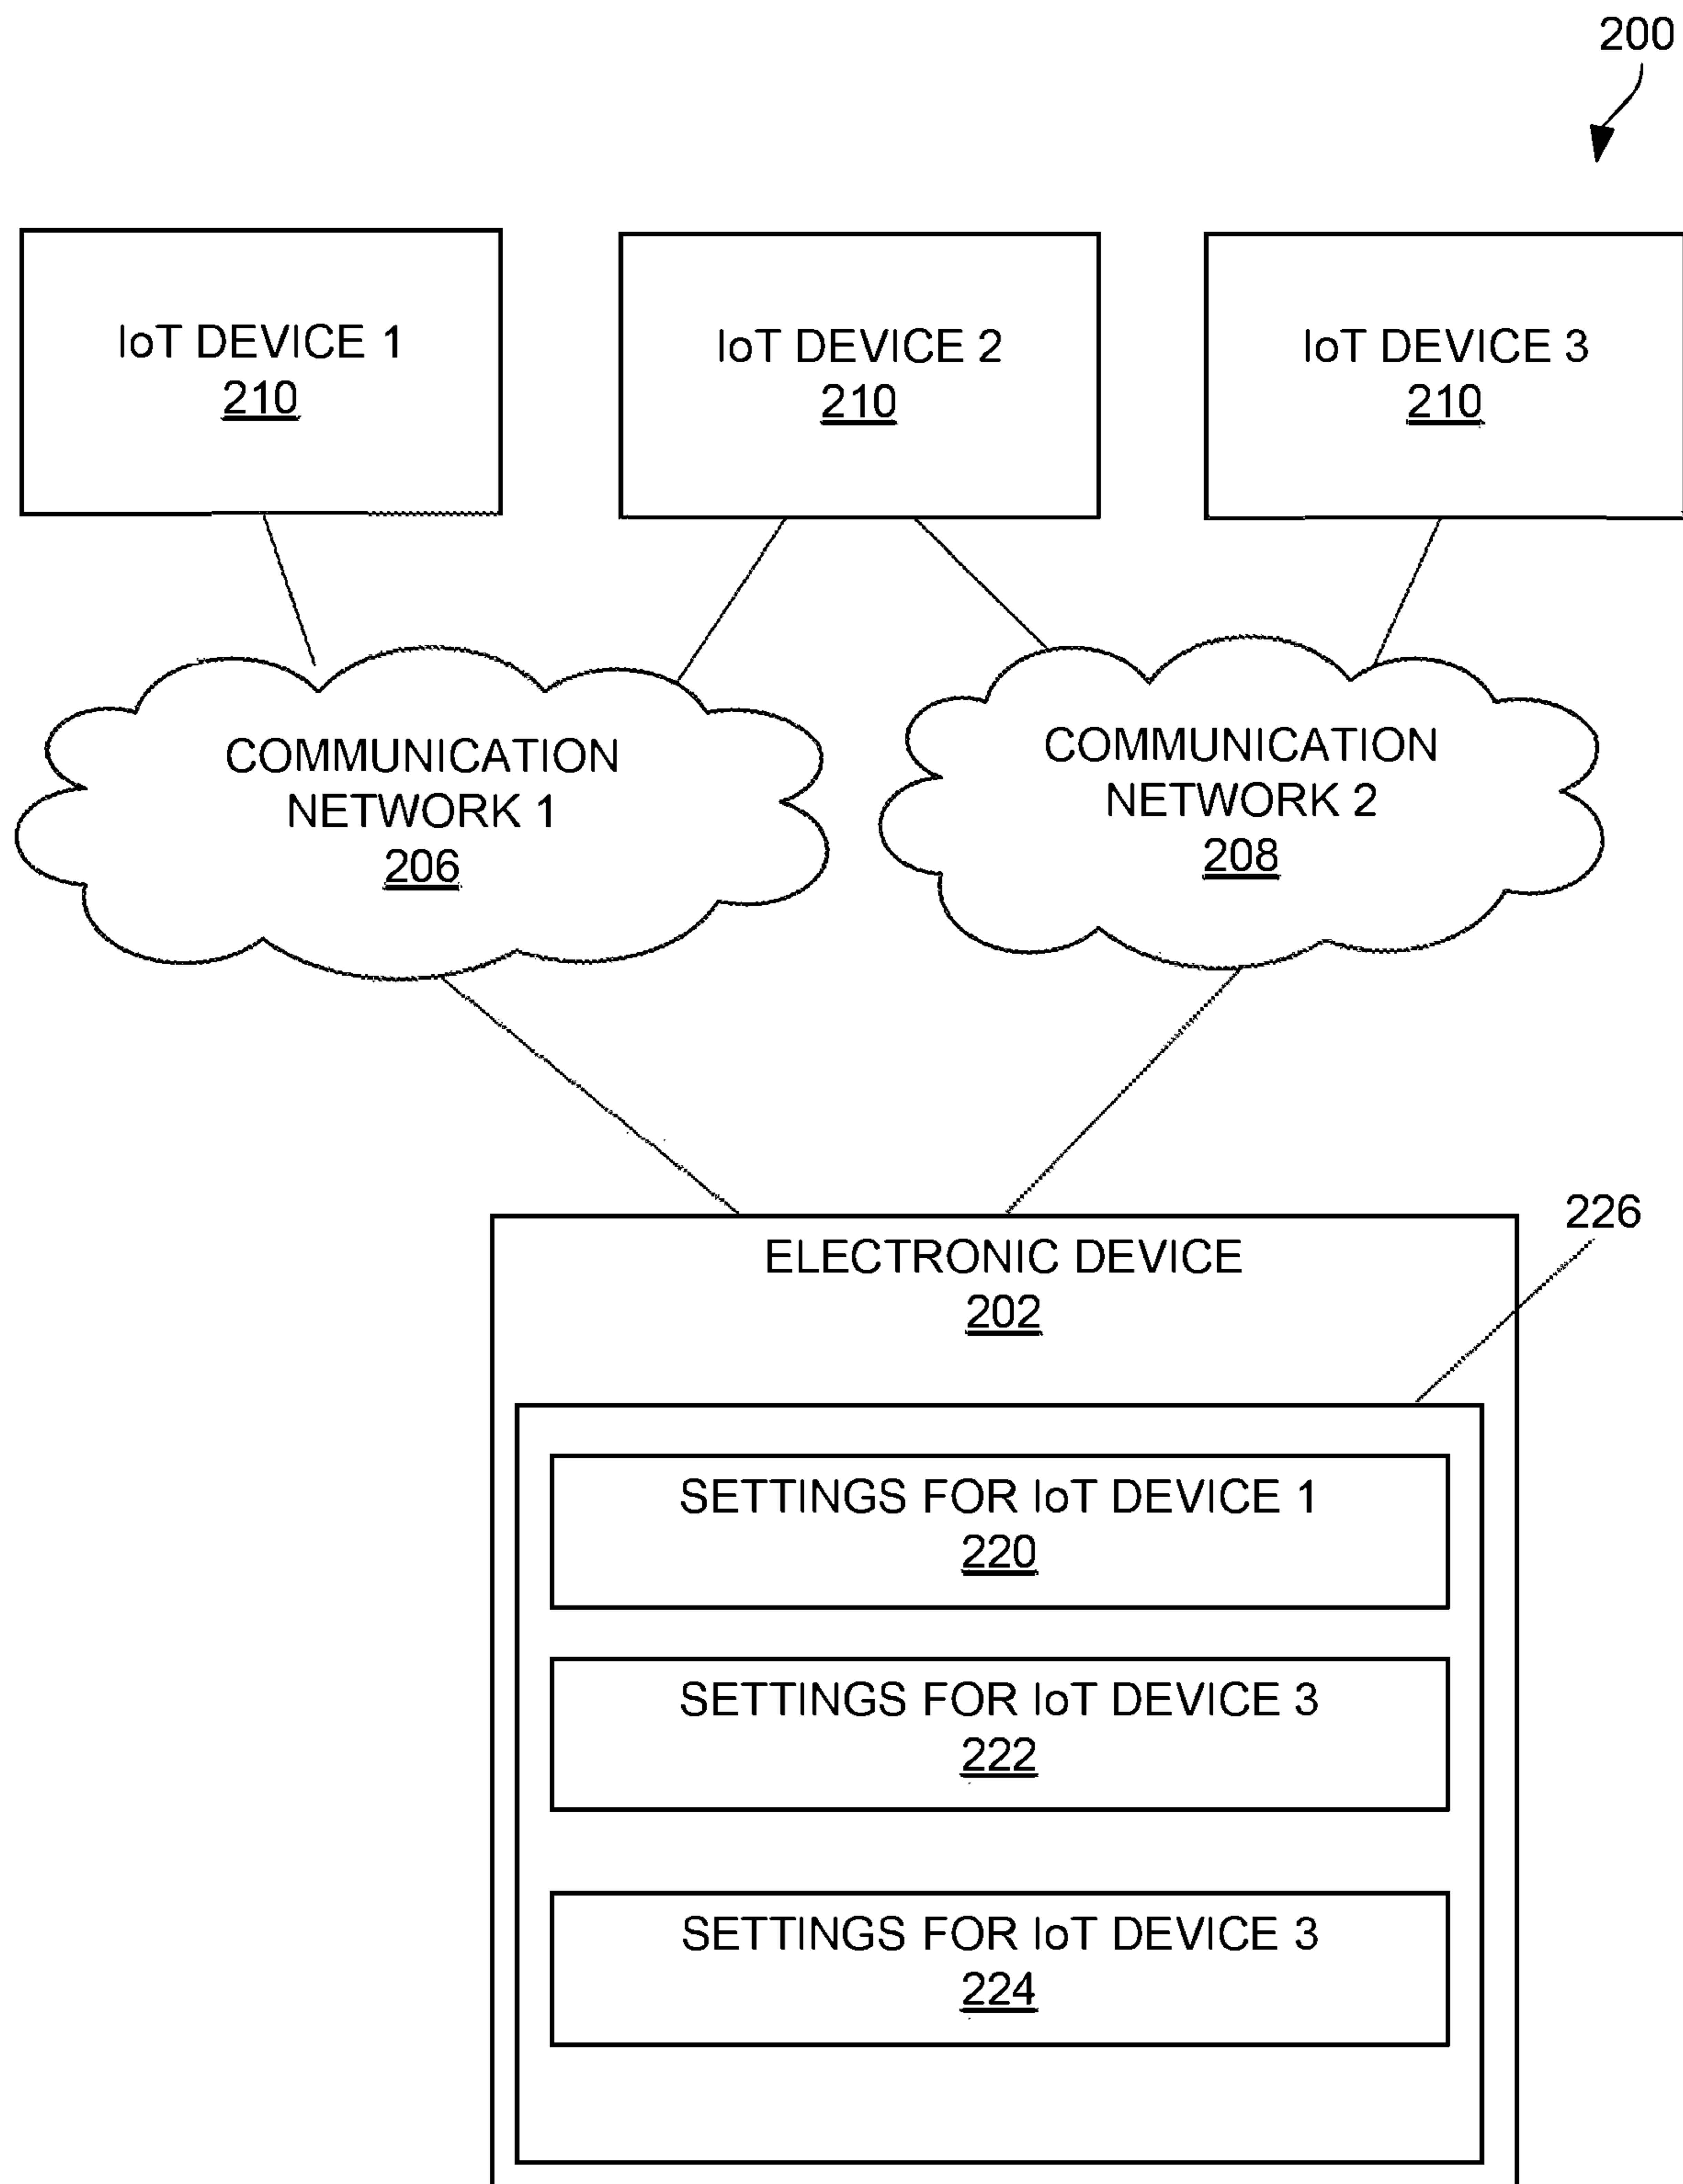 200
IoT DEVICE 1
210
IoT DEVICE 2
210
IoT DEVICE 3
210
COMMUNICATION
NETWORK 1
206
COMMUNICATION
NETWORK 2
208
226
ELECTRONIC DEVICE
202
SETTINGS FOR IoT DEVICE 1
220
SETTINGS FOR IoT DEVICE 3
222
SETTINGS FOR IoT DEVICE 3
224